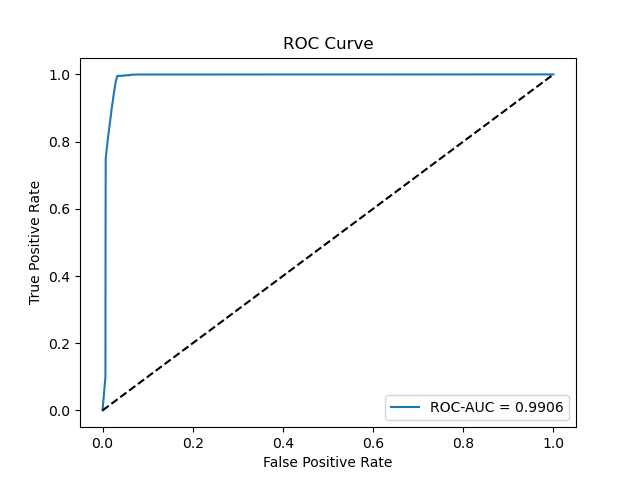 ROC Curve
1.0
0.8
0.6
0.4
0.2
0.0
True Positive Rate
ROC-AUC = 0.9906
0.0 0.2 0.4 0.6 0.8 1.0
False Positive Rate